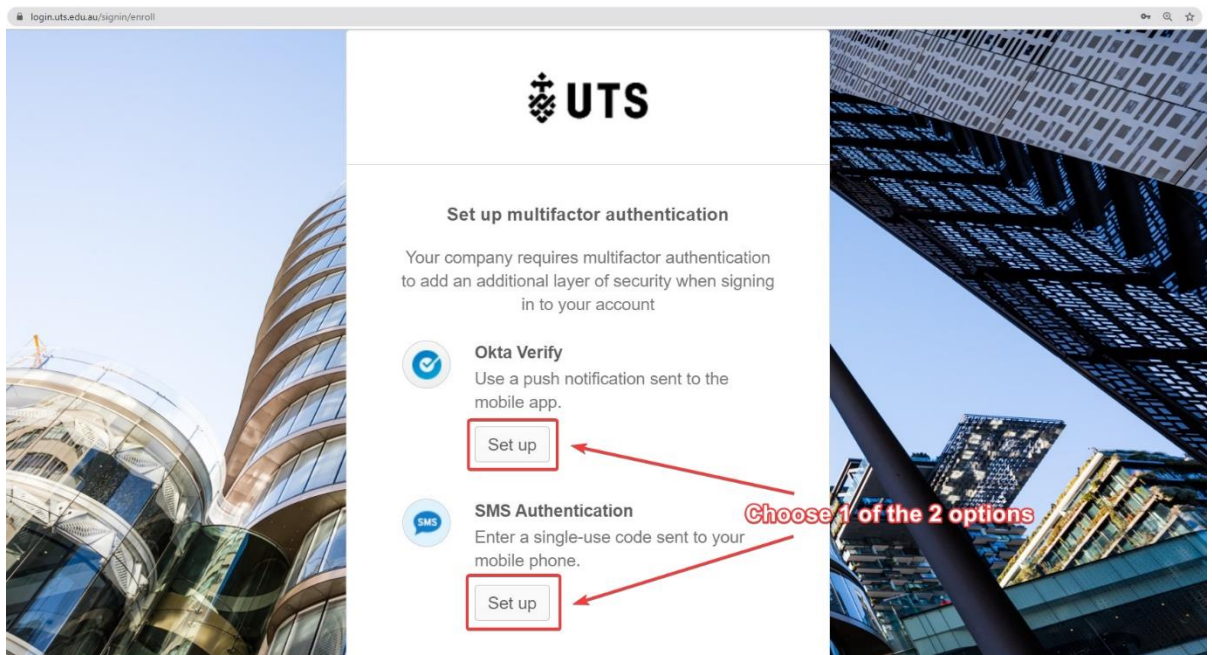 login.uts.edu.au/signin/enroll
UTS
Set up multifactor authentication
Your company requires multifactor authentication
to add an additional layer of security when signing
in to your account
Okta Verify
Use a push notification sent to the
mobile app.
Set up
SMS
SMS Authentication
Enter a single-use code sent to your
mobile phone.
Set up
Choose 1 of the 2 options